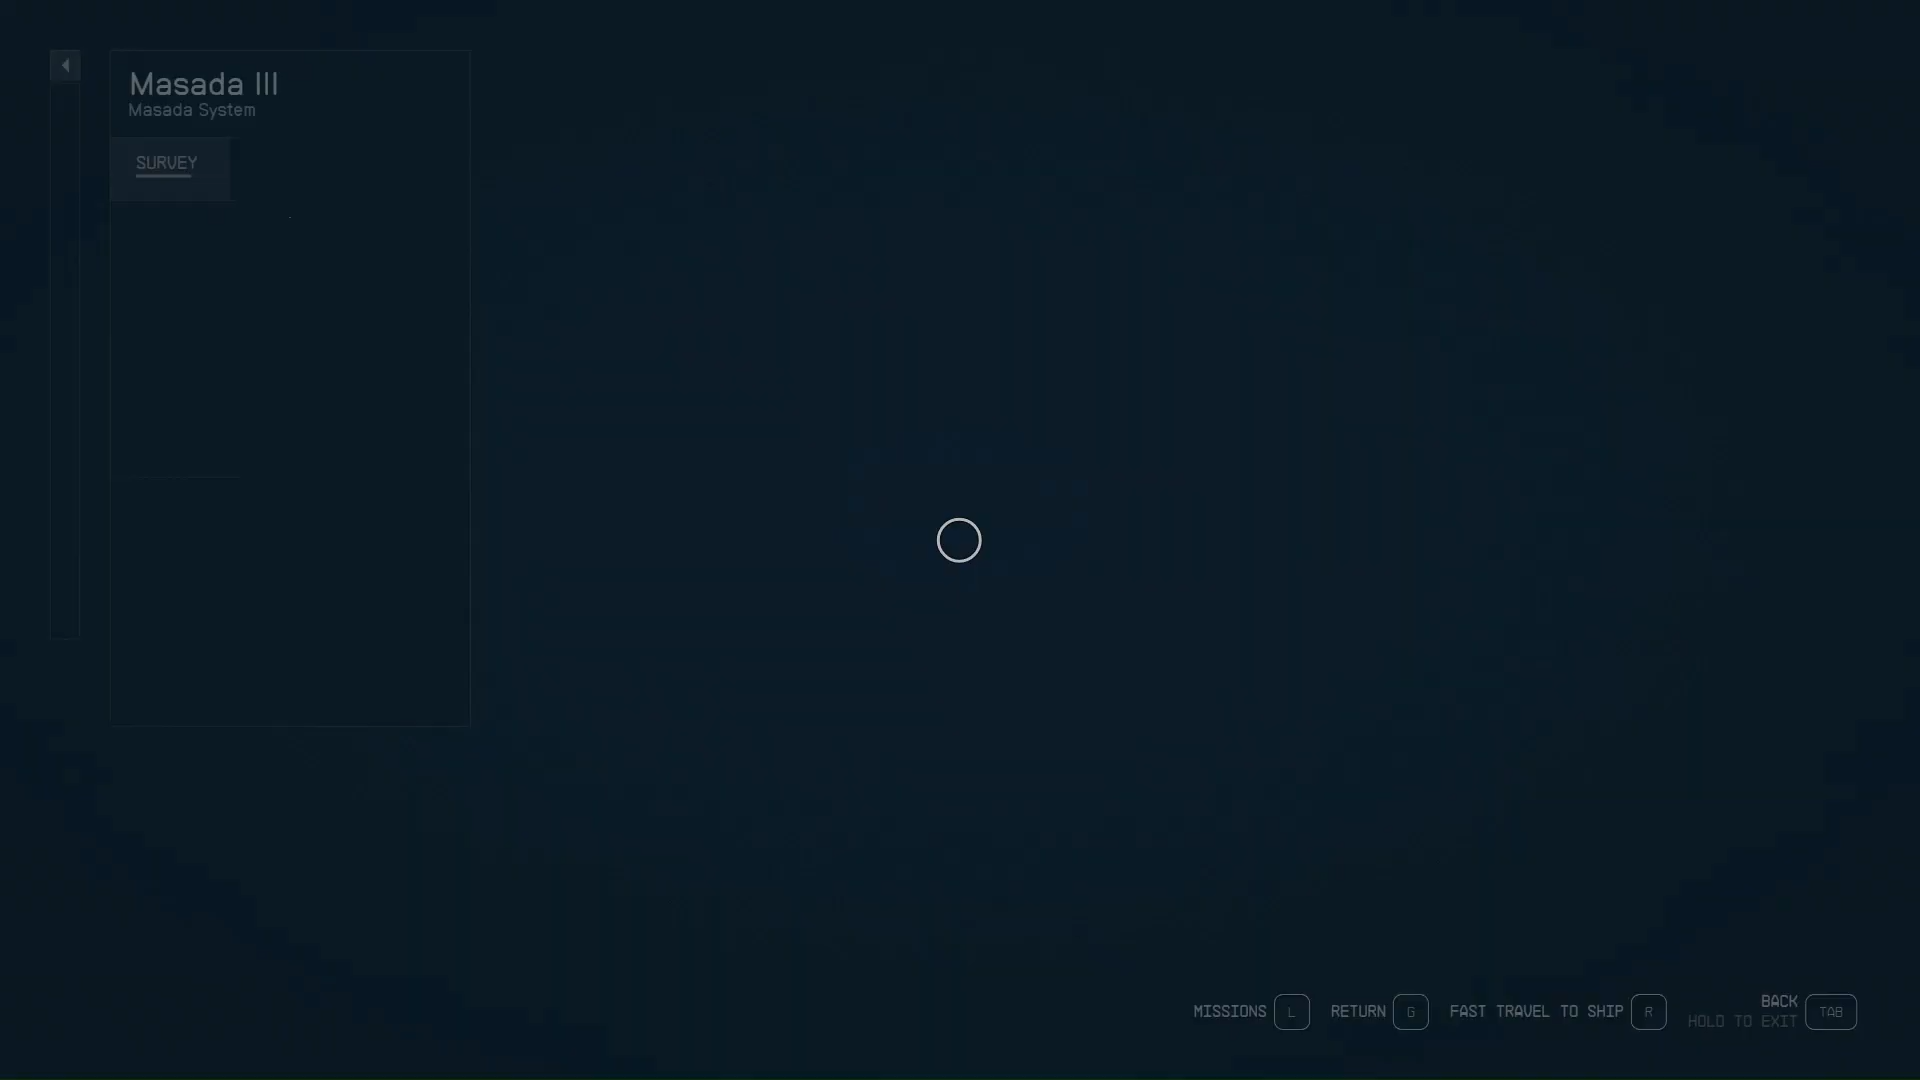 Masada III
Masada System
SURVEY
MISSIONS L RETURN G FAST TRAVEL TO SHIP R BACK TAB
HOLD TO EXIT